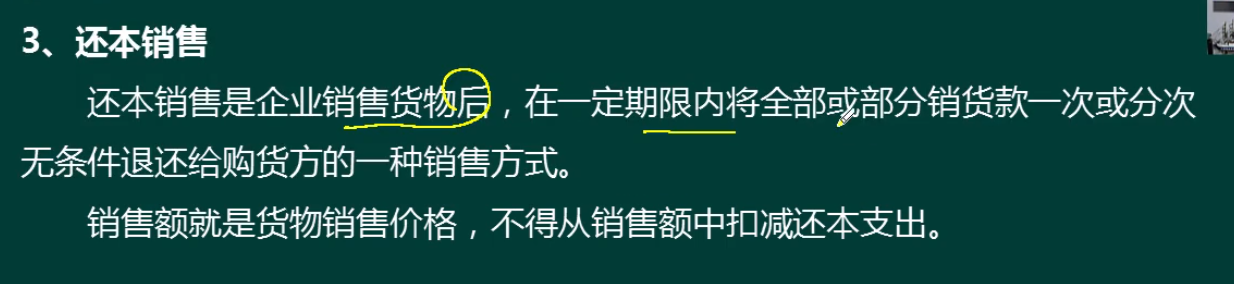 3、还本销售
还本销售是企业销售货物后，在一定期限内将全部或部分销货款一次或分次
无条件退还给购货方的一种销售方式。
销售额就是货物销售价格，不得从销售额中扣减还本支出。